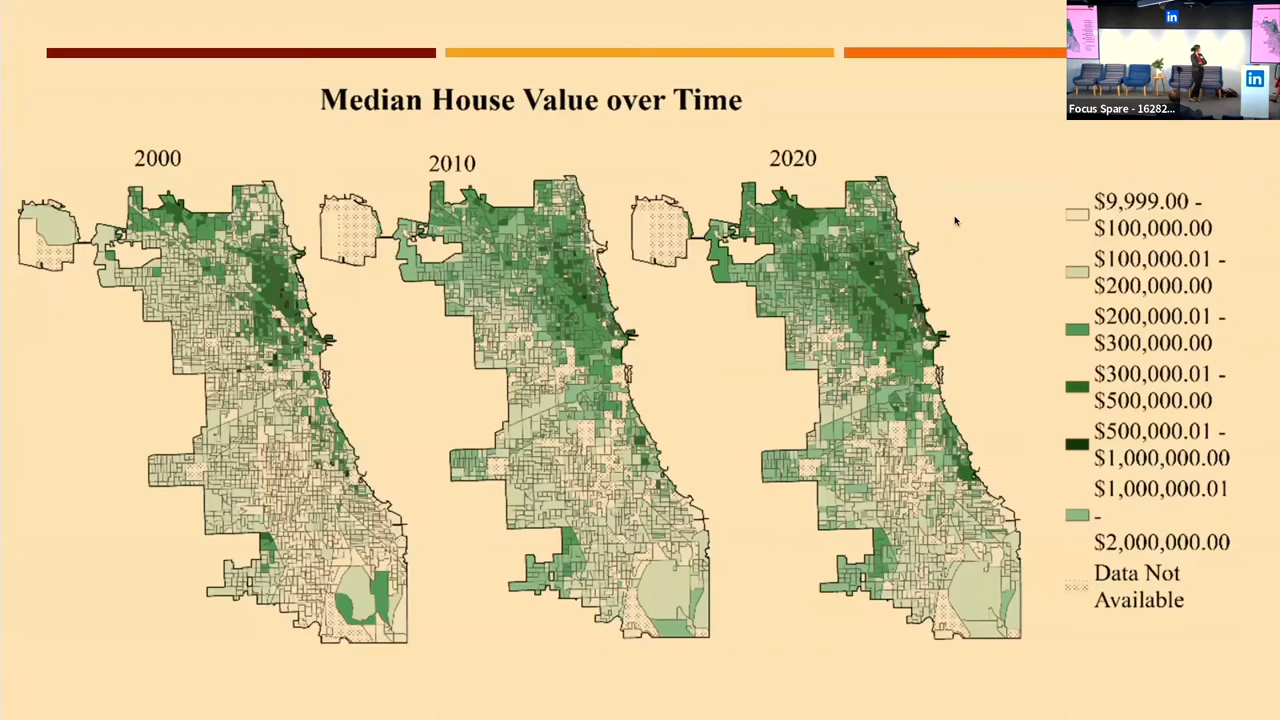 in
in
Focus Spare - 16282...
Median House Value over Time
2000
2010
2020
$9,999.00 -
$100,000.00
$100,000.01 -
$200,000.00
$200,000.01 -
$300,000.00
$300,000.01 -
$500,000.00
$500,000.01 -
$1,000,000.00
$1,000,000.01
-
$2,000,000.00
Data Not
Available